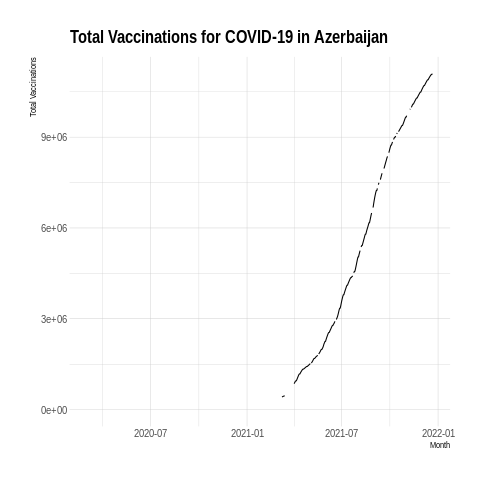 Total Vaccinations for COVID-19 in Azerbaijan
Total Vaccinations
9e+06
6e+06
3e+06
0e+00
2020-07
2021-01
2021-07
2022-01
Month